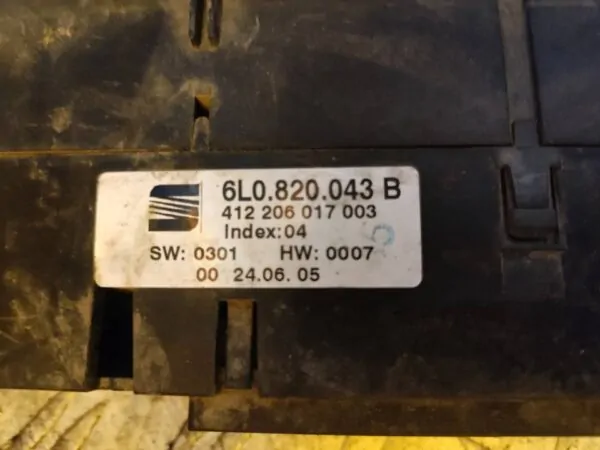 6L0.820.043 B
412 206 017 003
Index:04
SW: 0301 HW: 0007
00 24.06.05